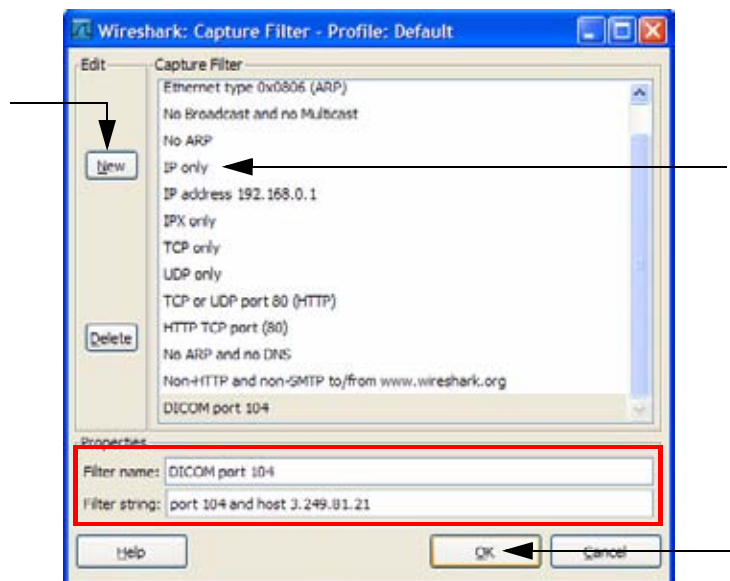 Wireshark: Capture Filter - Profile: Default
Edit
Capture Filter
Ethernet type 0x0806 (ARP)
No Broadcast and no Multicast
No ARP
New
IP only
IP address 192.168.0.1
IPX only
TCP only
UDP only
TCP or UDP port 80 (HTTP)
HTTP TCP port (80)
Delete
No ARP and no DNS
Non-HTTP and non-SMTP to/from www.wireshark.org
DICOM port 104
Properties
Filter name: DICOM port 104
Filter string: port 104 and host 3.249.81.21
Help
OK
Cancel